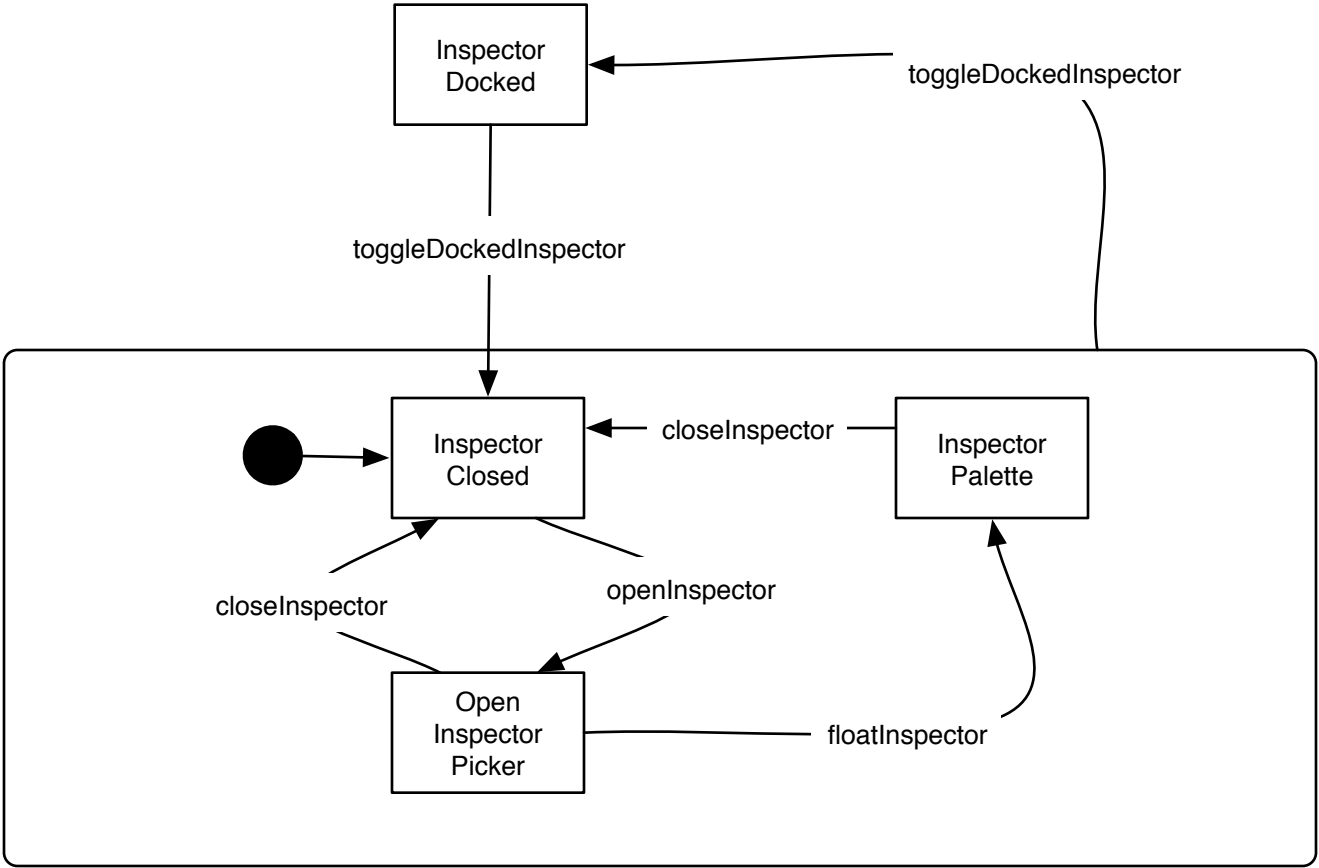 Inspector
Docked
toggleDockedInspector
toggleDockedInspector
Inspector
Closed
closeInspector
Inspector
Palette
closeInspector
openInspector
Open
Inspector
Picker
floatInspector